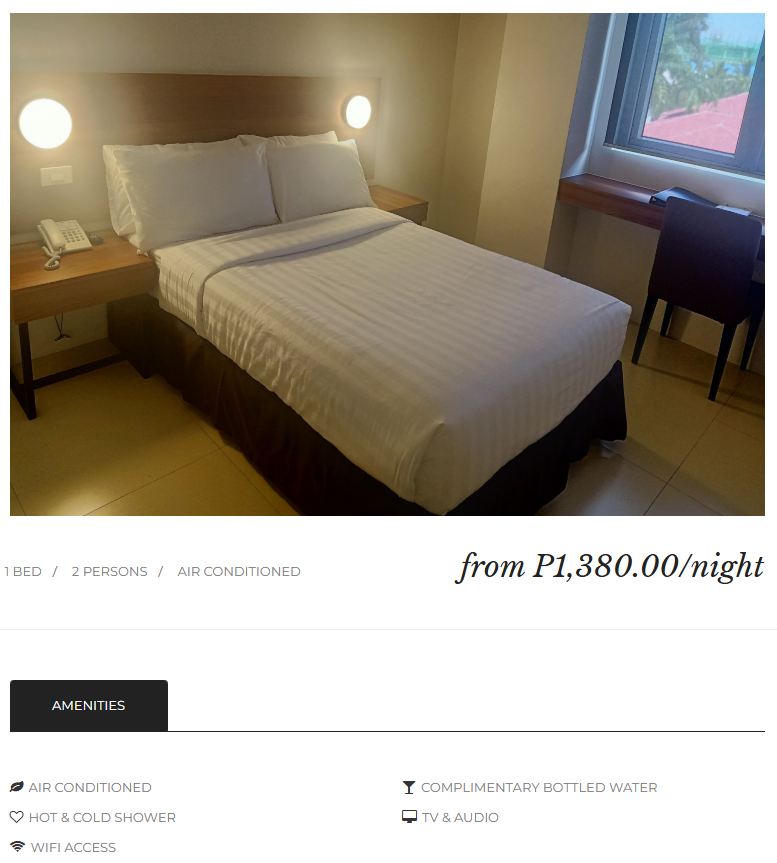 1 BED / 2 PERSONS / AIR CONDITIONED
from P1,380.00/night
AMENITIES
AIR CONDITIONED
COMPLIMENTARY BOTTLED WATER
HOT & COLD SHOWER
TV & AUDIO
WIFI ACCESS